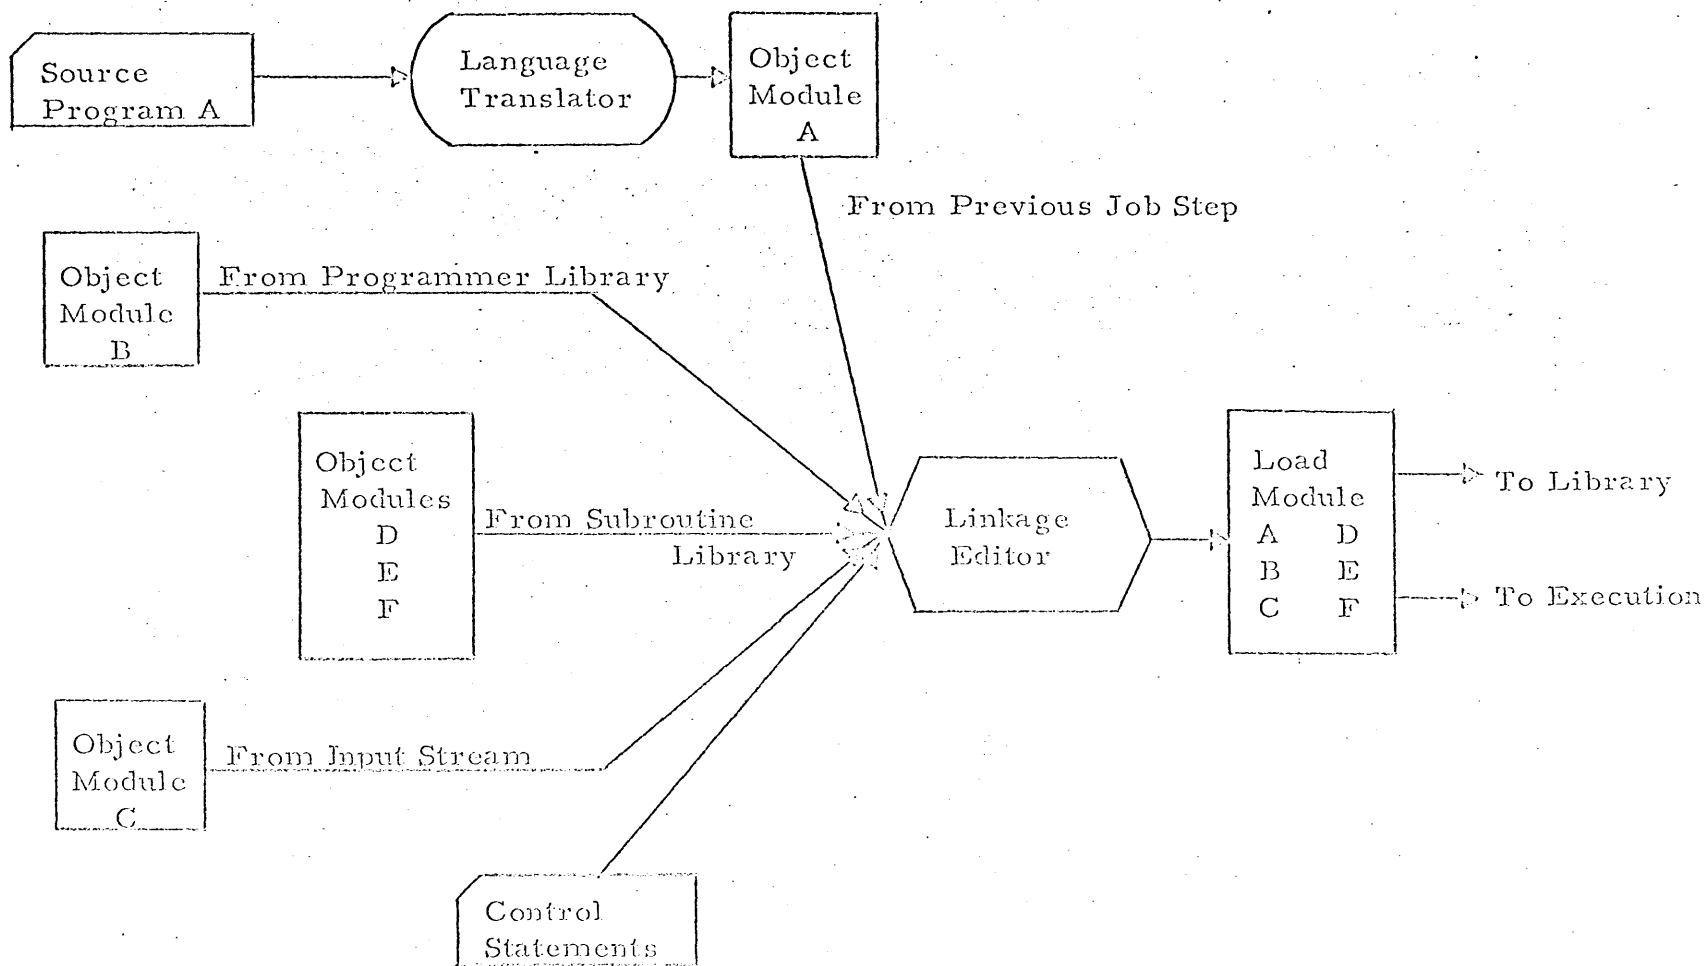 Source
Program A
Language
Translator
Object
Module
A
From Previous Job Step
Object
Module
B
From Programmer Library
Object
Modules
D
E
F
From Subroutine
Library
Linkage
Editor
Load
Module
A D
B E
C F
To Library
To Execution
Object
Module
C
From Input Stream
Control
Statements